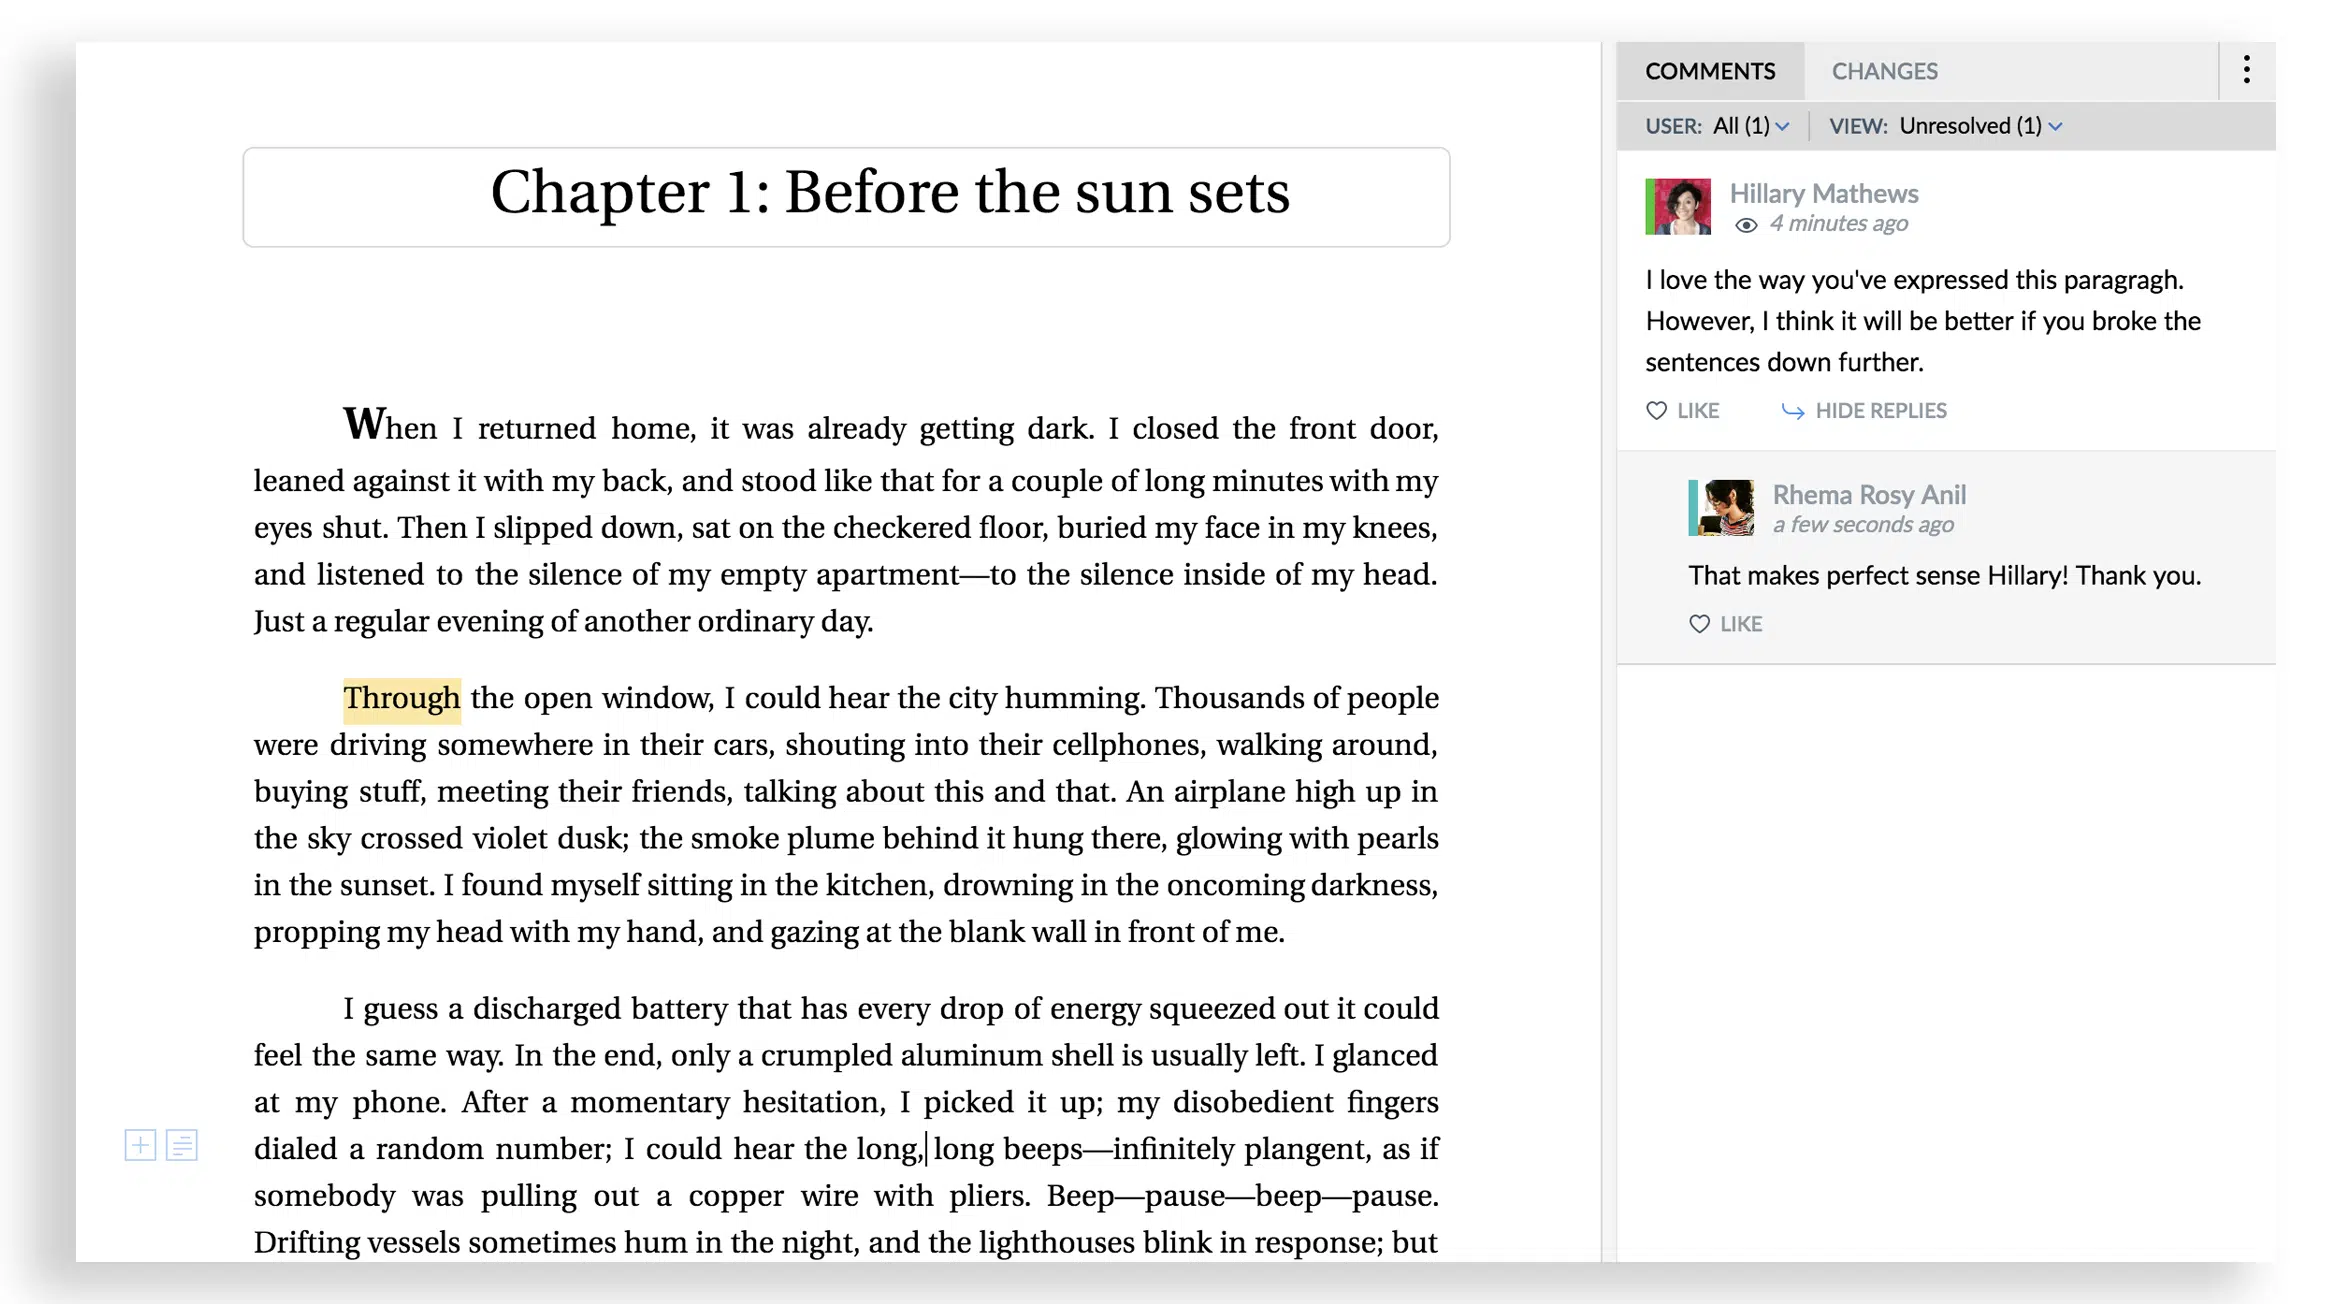 Chapter 1: Before the sun sets
When I returned home, it was already getting dark. I closed the front door,
leaned against it with my back, and stood like that for a couple of long minutes with my
eyes shut. Then I slipped down, sat on the checkered floor, buried my face in my knees,
and listened to the silence of my empty apartment—to the silence inside of my head.
Just a regular evening of another ordinary day.
Through the open window, I could hear the city humming. Thousands of people
were driving somewhere in their cars, shouting into their cellphones, walking around,
buying stuff, meeting their friends, talking about this and that. An airplane high up in
the sky crossed violet dusk; the smoke plume behind it hung there, glowing with pearls
in the sunset. I found myself sitting in the kitchen, drowning in the oncoming darkness,
propping my head with my hand, and gazing at the blank wall in front of me.
I guess a discharged battery that has every drop of energy squeezed out it could
feel the same way. In the end, only a crumpled aluminum shell is usually left. I glanced
at my phone. After a momentary hesitation, I picked it up; my disobedient fingers
dialed a random number; I could hear the long, long beeps—infinitely plangent, as if
somebody was pulling out a copper wire with pliers. Beep—pause—beep—pause.
Drifting vessels sometimes hum in the night, and the lighthouses blink in response; but
COMMENTS CHANGES
USER: All (1) VIEW: Unresolved (1)
Hillary Mathews
4 minutes ago
I love the way you've expressed this paragragh.
However, I think it will be better if you broke the
sentences down further.
LIKE HIDE REPLIES
Rhema Rosy Anil
a few seconds ago
That makes perfect sense Hillary! Thank you.
LIKE